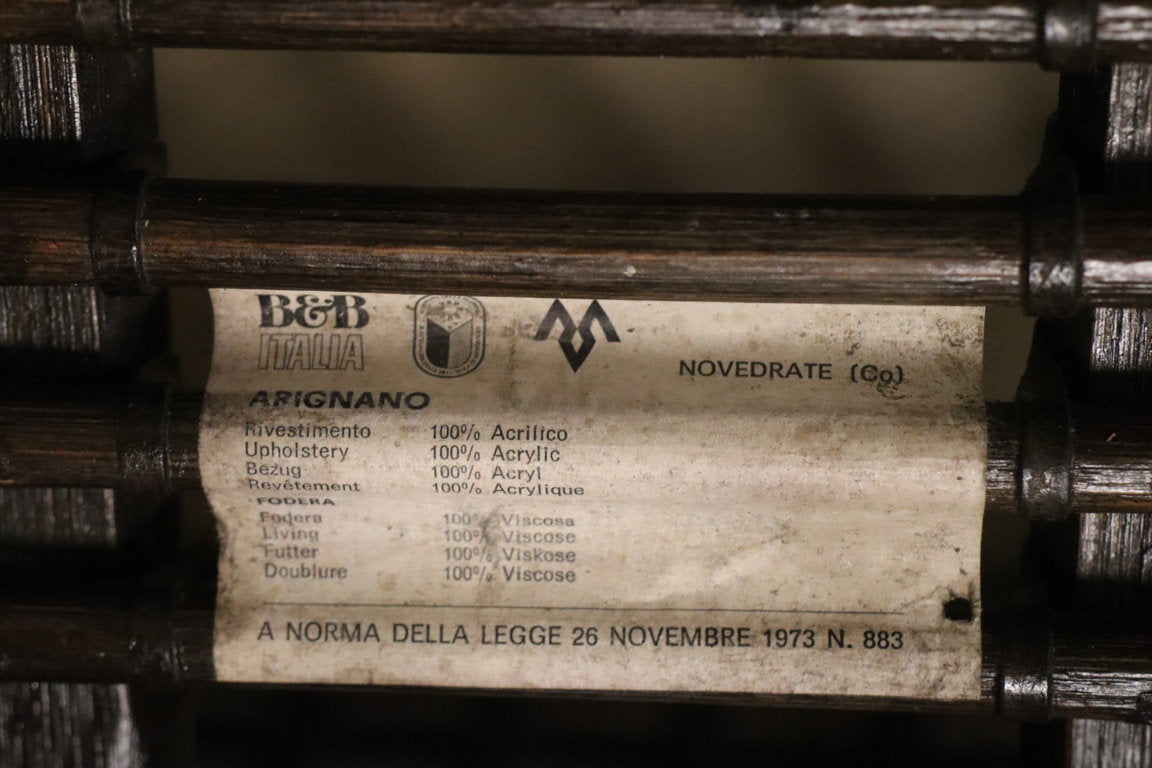 B&B
ITALIA
NOVEDRATE (Co)
ARIGNANO
Rivestimento 100% Acrilico
Upholstery 100% Acrylic
Bezug 100% Acryl
Revêtement 100% Acrylique
FODERA
Fodera 100% Viscosa
Living 100% Viscose
Futter 100% Viskose
Doublure 100% Viscose
A NORMA DELLA LEGGE 26 NOVEMBRE 1973 N. 883